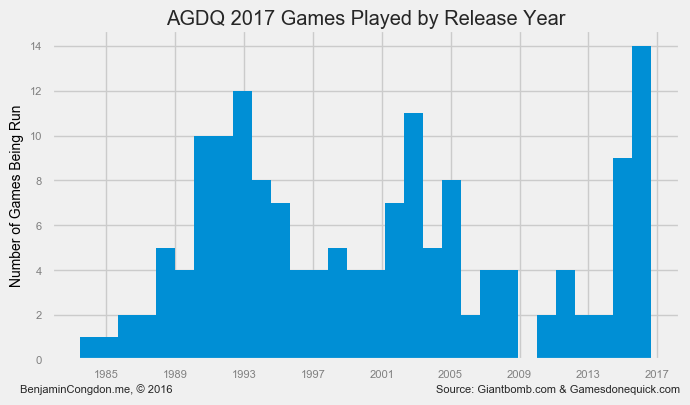 AGDQ 2017 Games Played by Release Year
Number of Games Being Run
14
12
10
8
6
4
2
0
1985 1989 1993 1997 2001 2005 2009 2013 2017
BenjaminCongdon.me, © 2016 Source: Giantbomb.com & Gamesdonequick.com